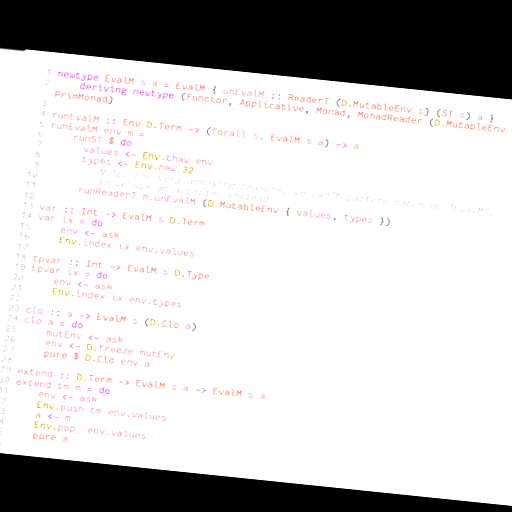 1 newtype EvalM s a = EvalM { unEvalM :: ReaderT (D.MutableEnv s) (ST s) a }
2 deriving newtype (Functor, Applicative, Monad, MonadReader (D.MutableEnv
PrimMonad)
3
4 runEvalM :: Env D.Term -> (forall s. EvalM s a) -> a
5 runEvalM env m =
6 runST $ do
7 values <- Env.thaw env
8 types <- Env.new 32
9
10
11 runReaderT m.unEvalM (D.MutableEnv { values, types })
12
13 var :: Int -> EvalM s D.Term
14 var ix = do
15 env <- ask
16 Env.index ix env.values
17
18 tpvar :: Int -> EvalM s D.Type
19 tpvar ix = do
20 env <- ask
21 Env.index ix env.types
22
23 clo :: a -> EvalM s (D.Clo a)
24 clo a = do
25 mutEnv <- ask
26 env <- D.freeze mutEnv
27 pure $ D.Clo env a
28
29 extend :: D.Term -> EvalM s a -> EvalM s a
30 extend tm m = do
31 env <- ask
2 Env.push tm env.values
3 a <- m
4 Env.pop_ env.values
pure a